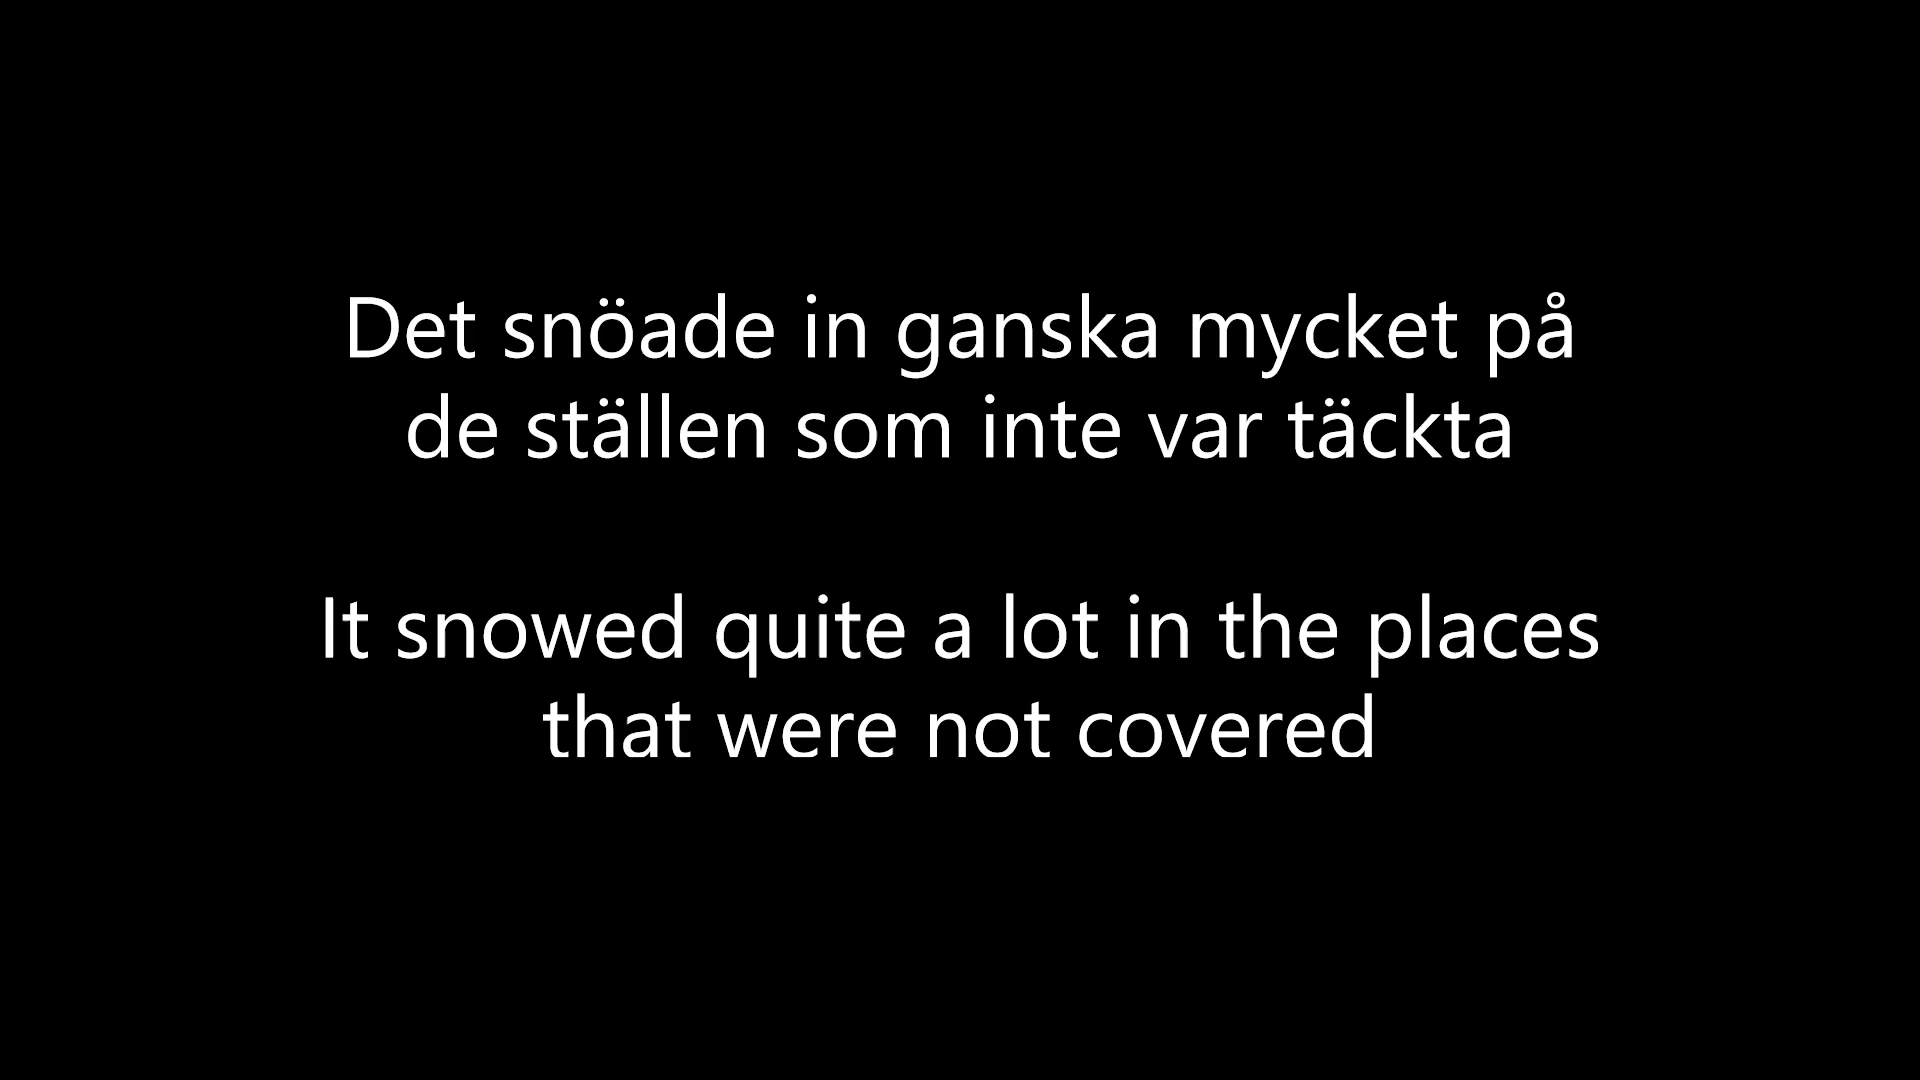 Det snöade in ganska mycket på
de ställen som inte var täckta
It snowed quite a lot in the places
that were not covered